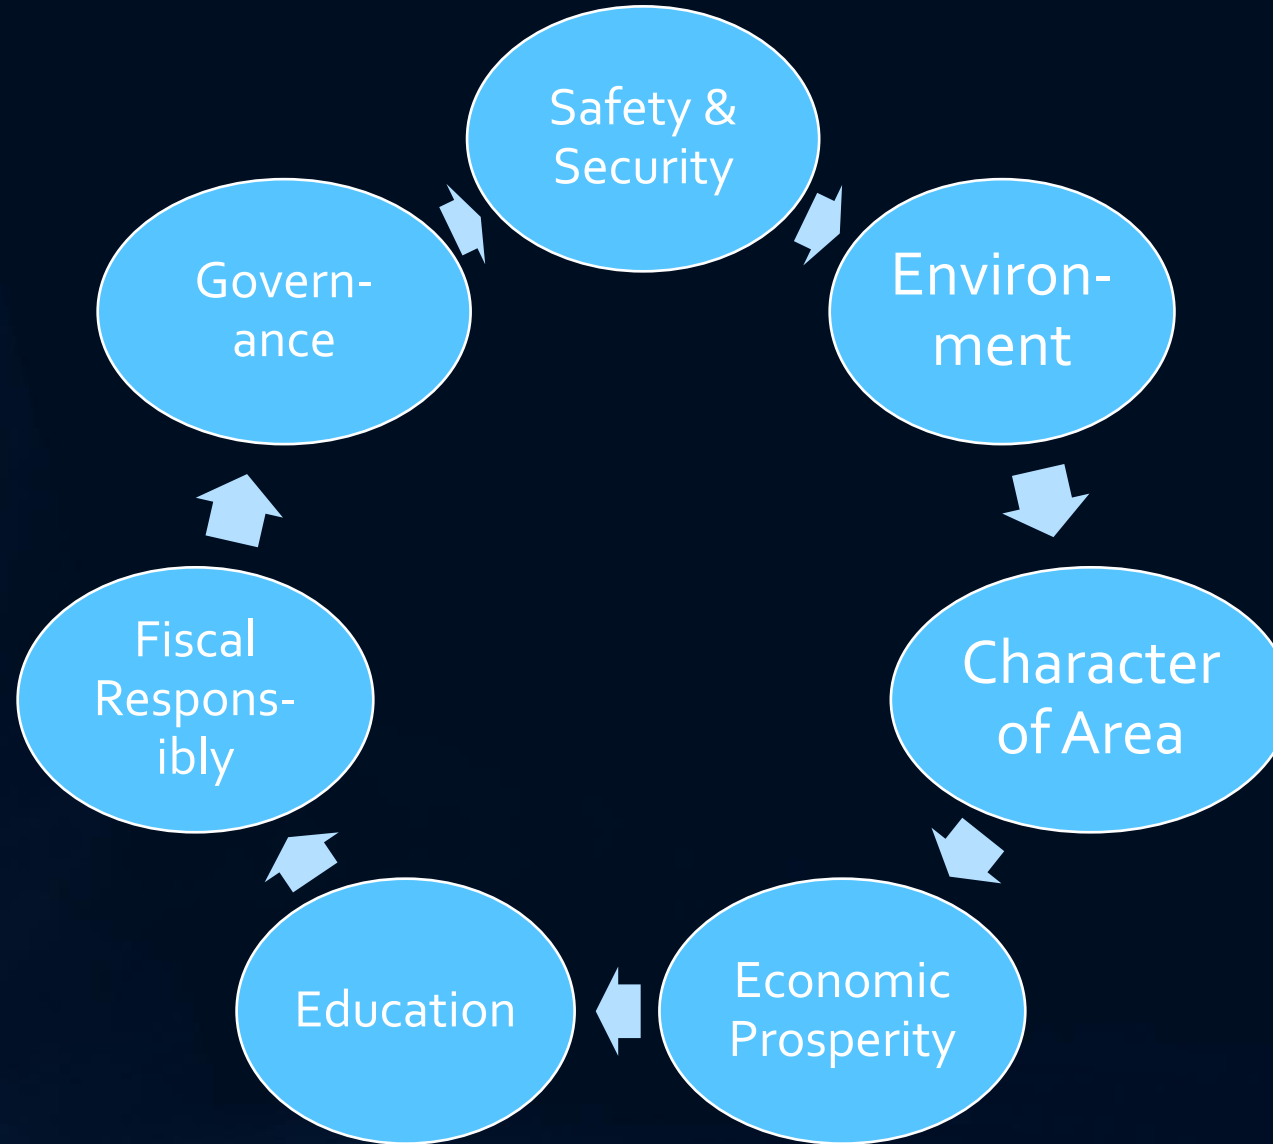 Safety &
Security
Environ-
ment
Character
of Area
Economic
Prosperity
Education
Fiscal
Respons-
ibly
Govern-
ance